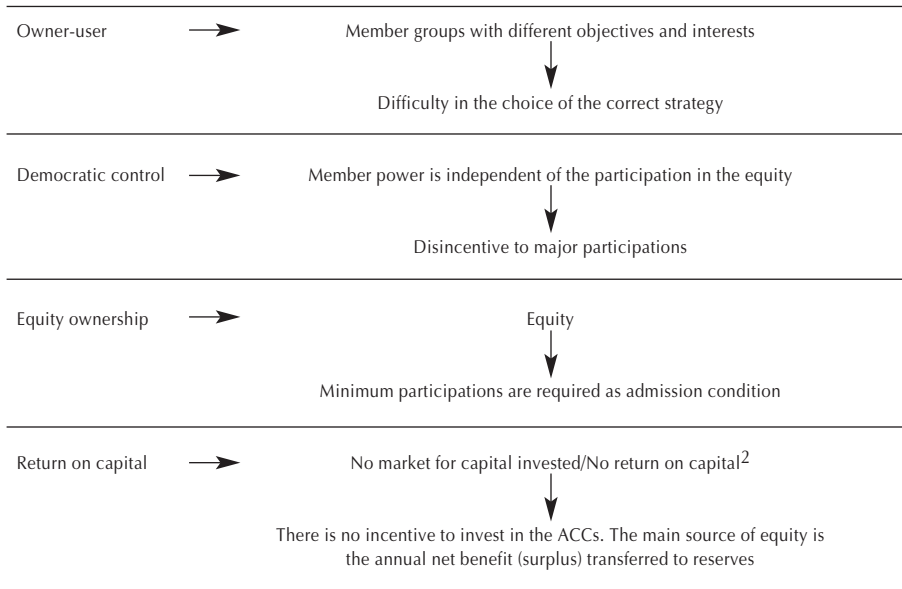 Owner-user
Member groups with different objectives and interests
Difficulty in the choice of the correct strategy
Democratic control
Member power is independent of the participation in the equity
Disincentive to major participations
Equity ownership
Equity
Minimum participations are required as admission condition
Return on capital
No market for capital invested/No return on capital2
There is no incentive to invest in the ACCs. The main source of equity is
the annual net benefit (surplus) transferred to reserves